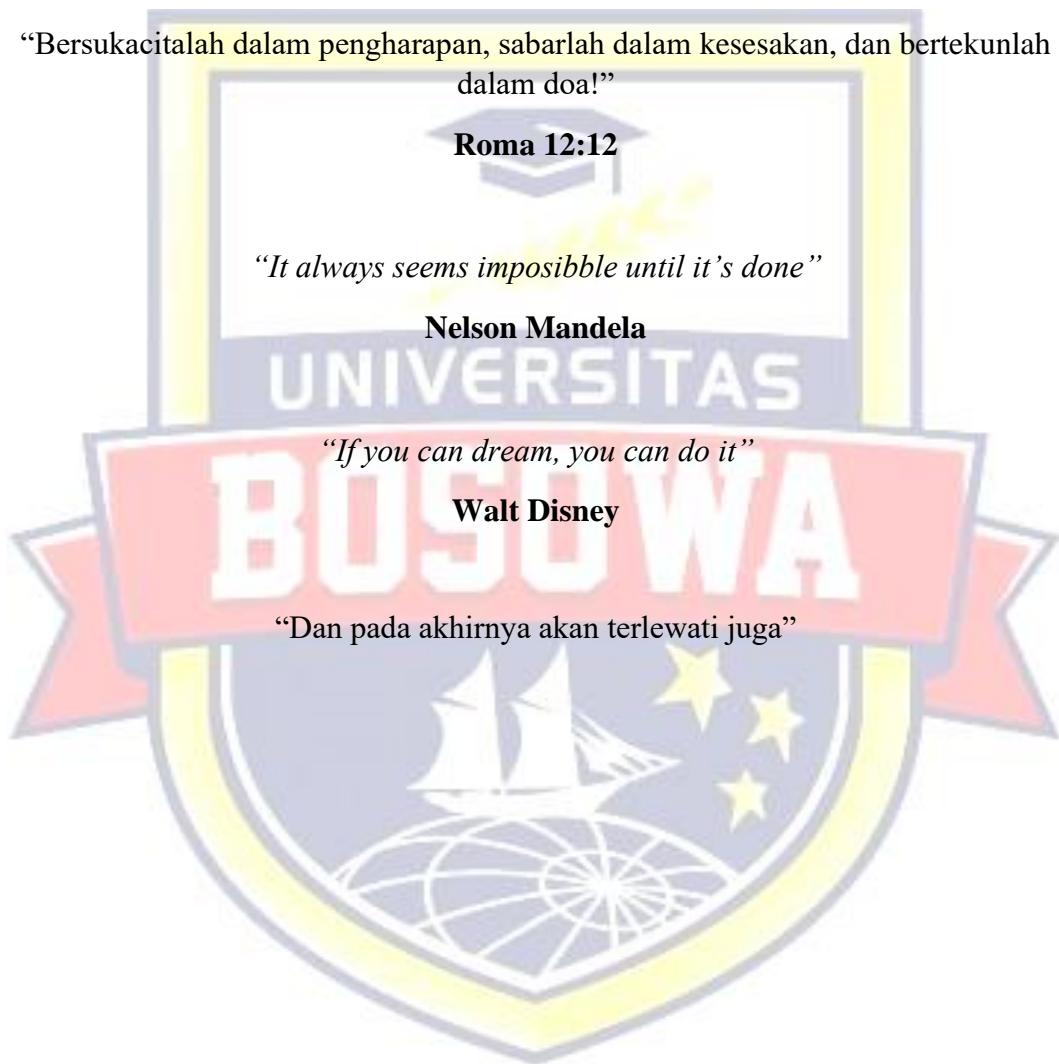 “Bersukacitalah dalam pengharapan, sabarlah dalam kesesakan, dan bertekunlah
dalam doa!”
Roma 12:12
“It always seems imposibble until it’s done”
Nelson Mandela
UNIVERSITAS
“If you can dream, you can do it”
BOSOWA
Walt Disney
“Dan pada akhirnya akan terlewati juga”